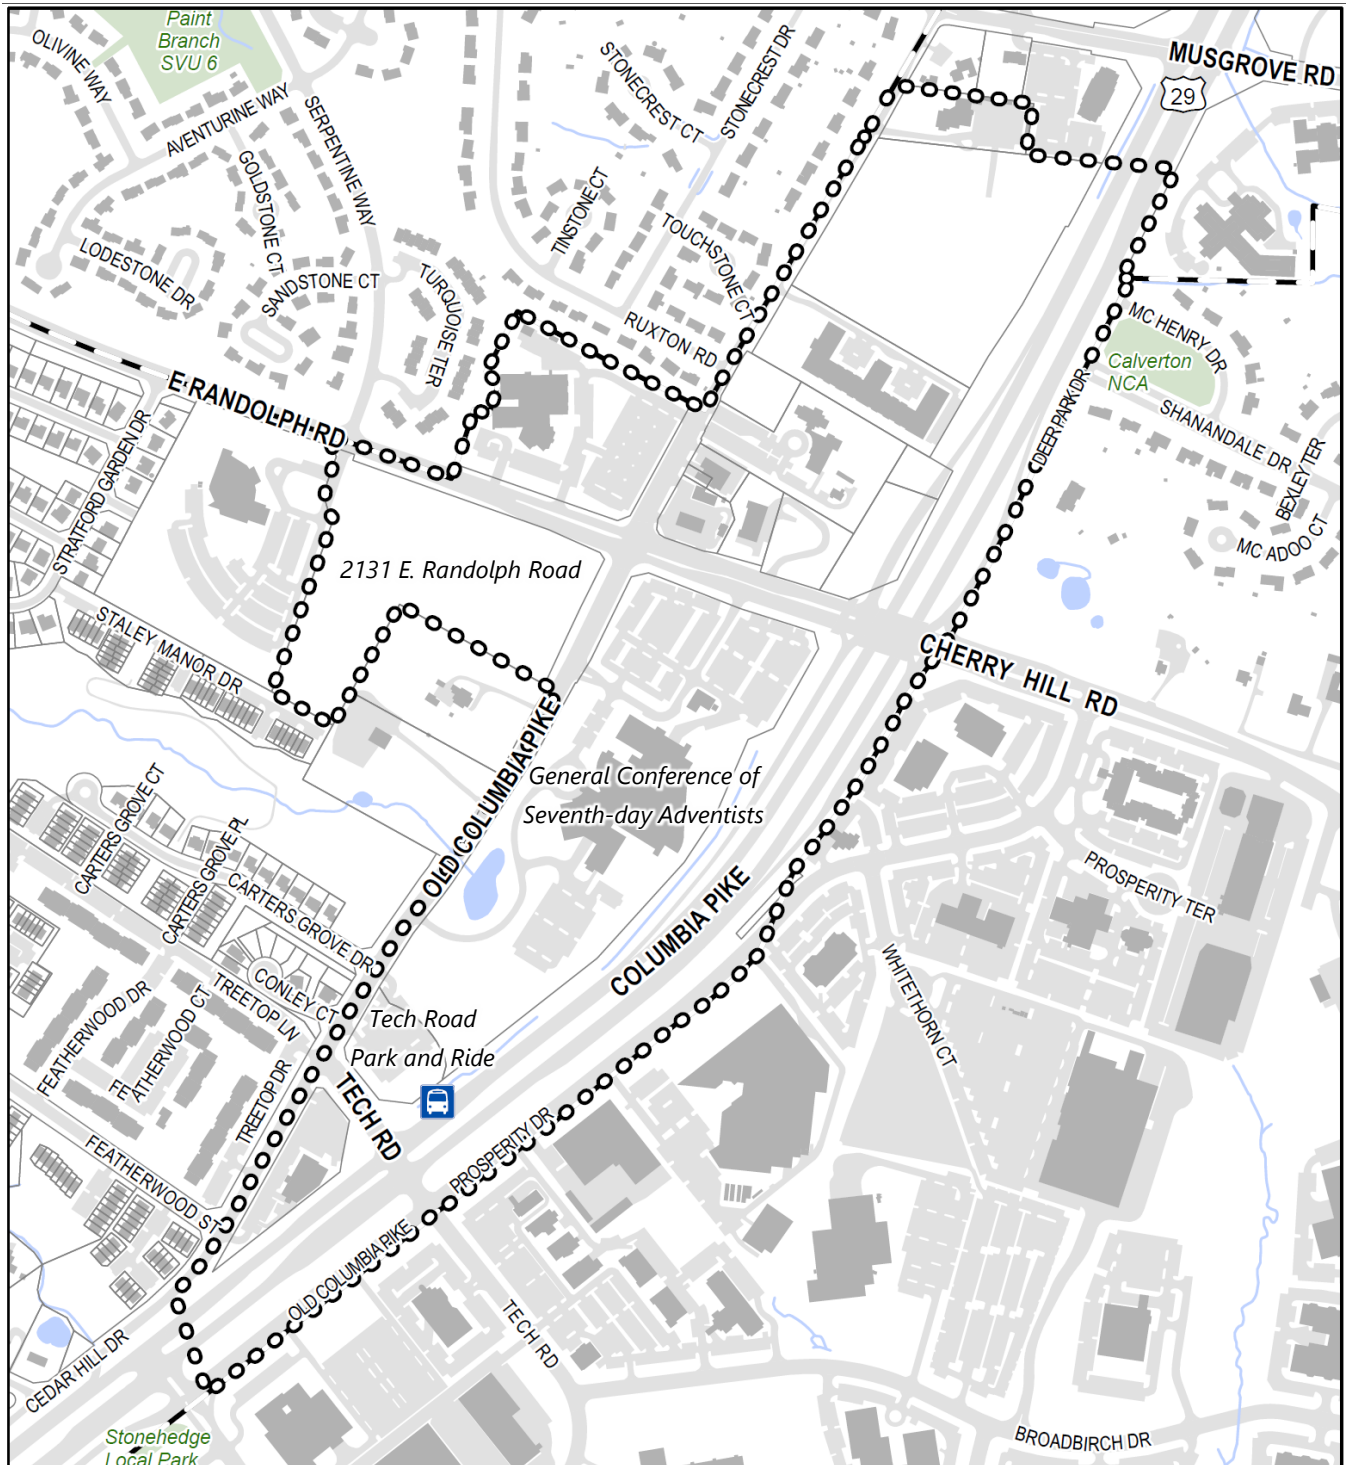 Paint
Branch
SVU 6
OLIVINE WAY
AVENTURINE WAY
SERPENTINE WAY
GOLDSTONE CT
LODESTONE DR
SANDSTONE CT
TURQUOISE TER
STONECREST CT
STONECREST DR
TINSTONE CT
TOUCHSTONE CT
RUXTON RD
MUSGROVE RD
29
MC HENRY DR
Calverton
NCA
DEER PARK DR
SHANANDALE DR
BEXLEY TER
MC ADOO CT
E RANDOLPH RD
STRATFORD GARDEN DR
2131 E. Randolph Road
STALEY MANOR DR
CHERRY HILL RD
OLD COLUMBIA PIKE
General Conference of
Seventh-day Adventists
CARTERS GROVE CT
CARTERS GROVE PL
CARTERS GROVE DR
COLUMBIA PIKE
PROSPERITY TER
WHITETHORN CT
CONLEY CT
TREETOP LN
FEATHERWOOD DR
FEATHERWOOD CT
TREETOP DR
Tech Road
Park and Ride
TECH RD
FEATHERWOOD ST
PROSPERITY DR
OLD COLUMBIA PIKE
TECH RD
CEDAR HILL DR
BROADBIRCH DR
Stonehedge
Local Park